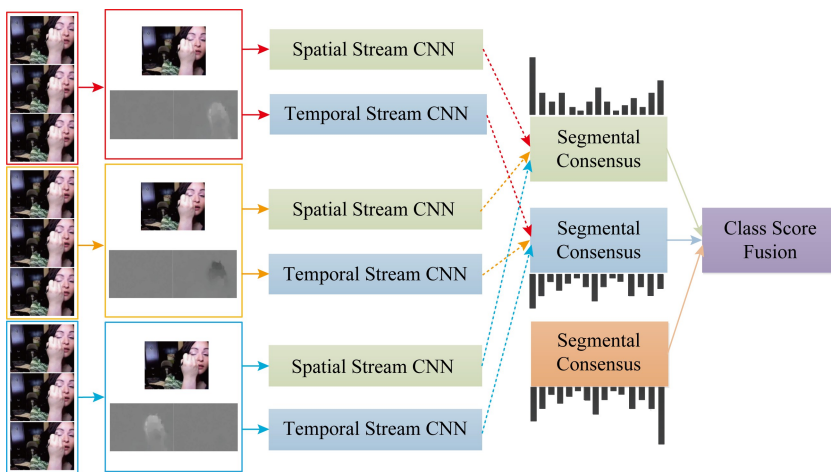 Spatial Stream CNN
Temporal Stream CNN
Spatial Stream CNN
Temporal Stream CNN
Spatial Stream CNN
Temporal Stream CNN
Segmental
Consensus
Segmental
Consensus
Segmental
Consensus
Class Score
Fusion